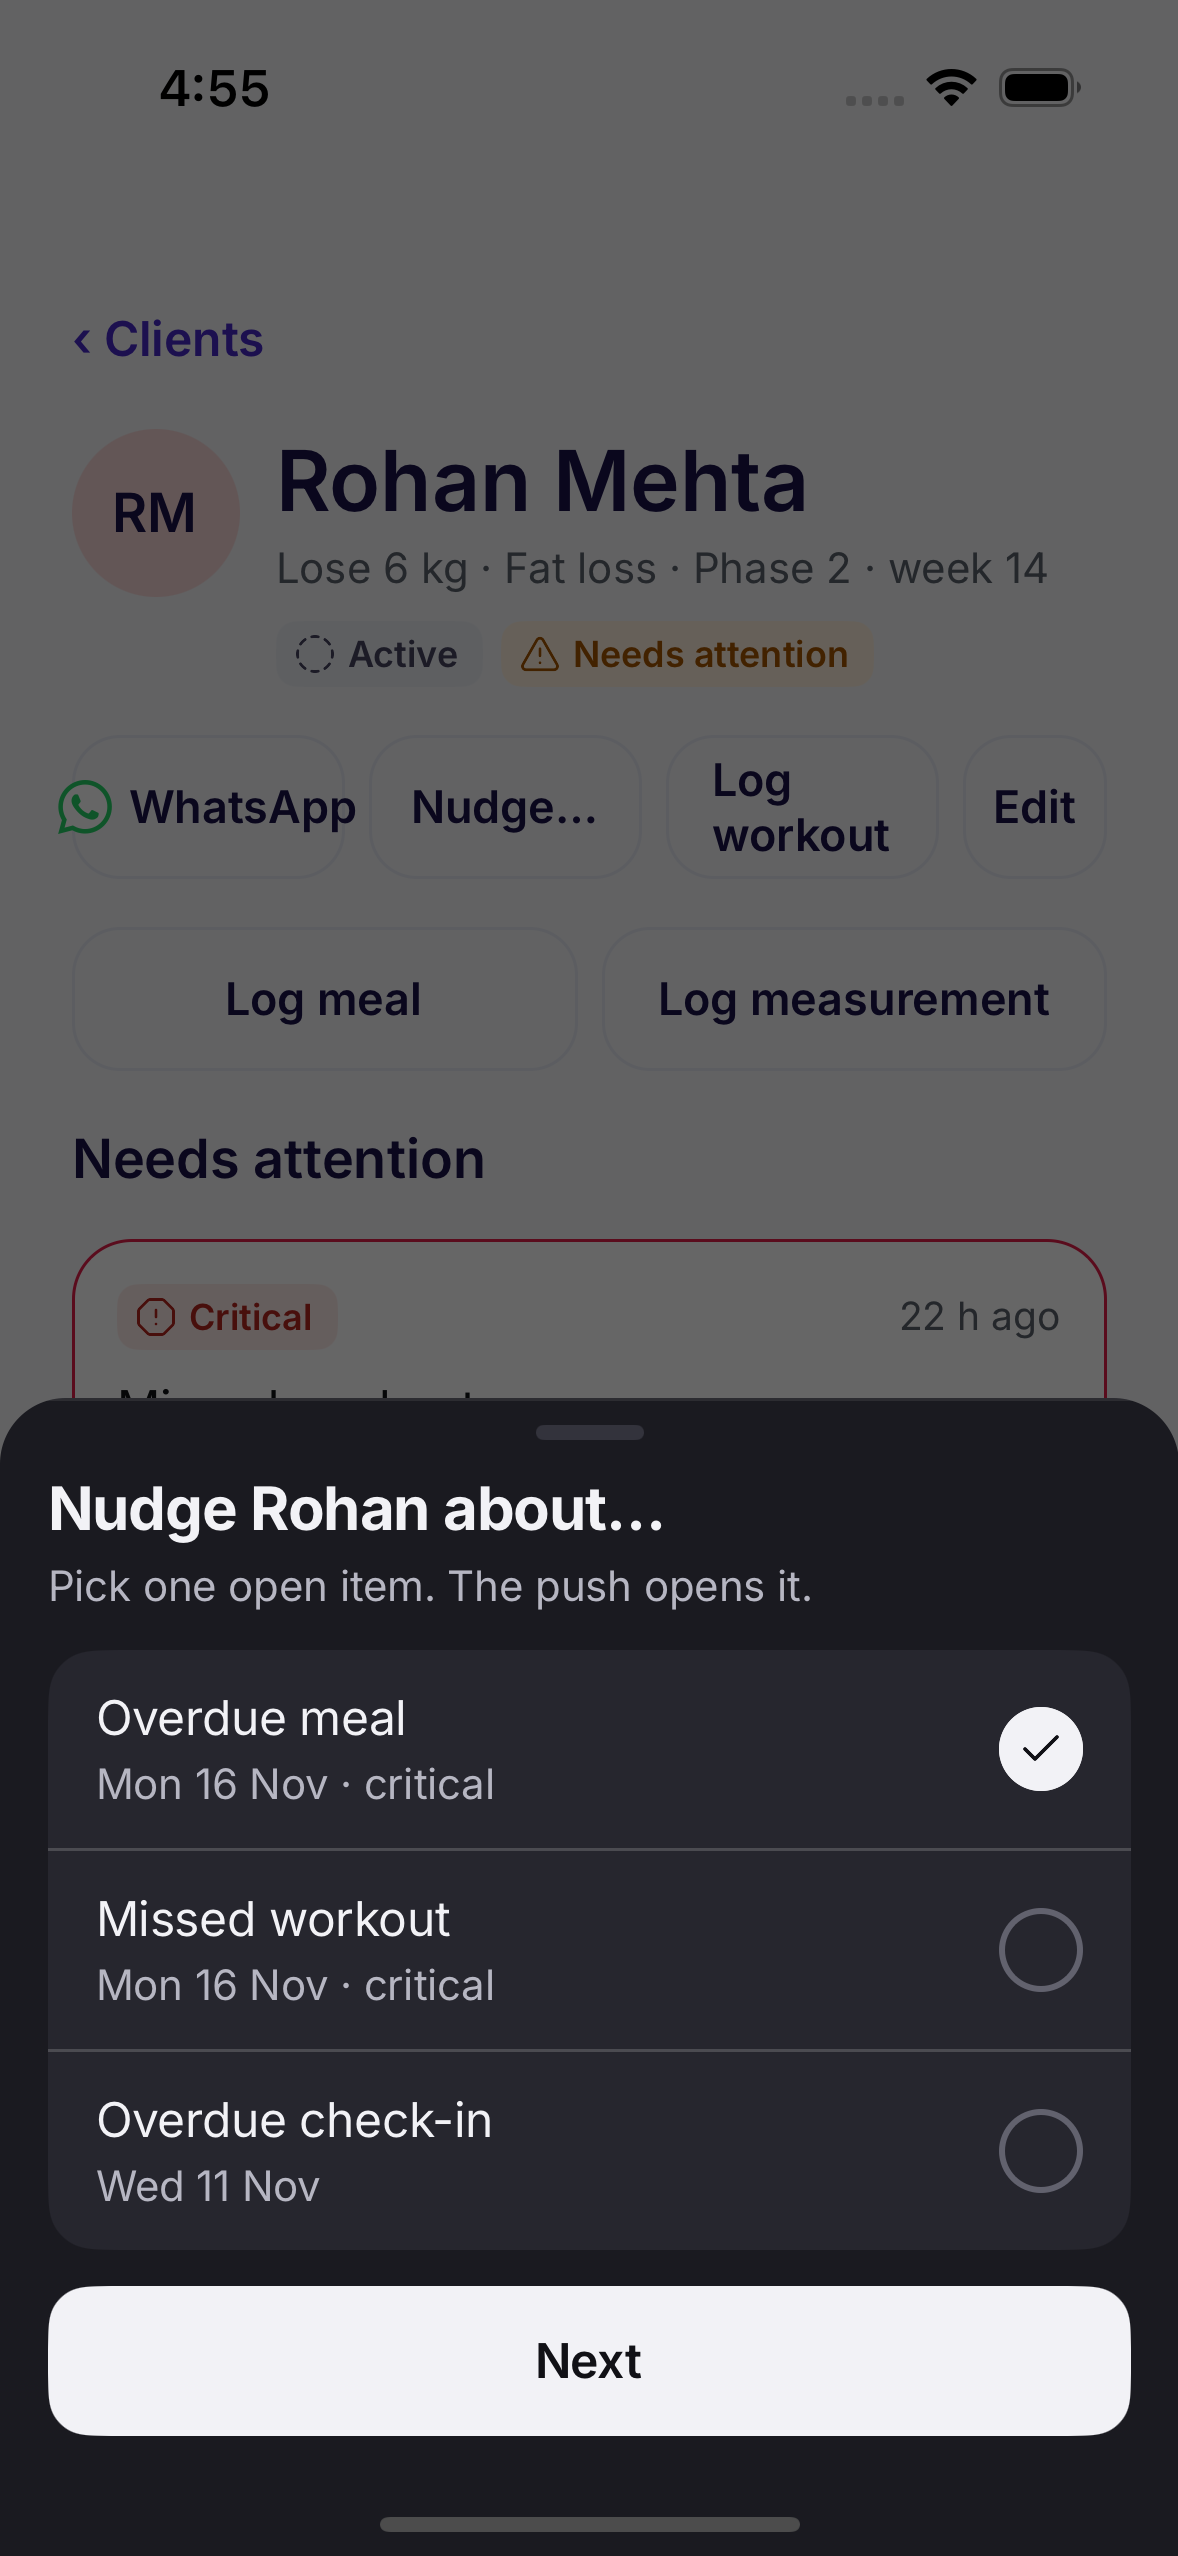 4:55
‹ Clients
RM
Rohan Mehta
Lose 6 kg · Fat loss · Phase 2 · week 14
Active
Needs attention
WhatsApp
Nudge...
Log
workout
Edit
Log meal
Log measurement
Needs attention
Critical
22 h ago
Nudge Rohan about...
Pick one open item. The push opens it.
Overdue meal
Mon 16 Nov · critical
Missed workout
Mon 16 Nov · critical
Overdue check-in
Wed 11 Nov
Next